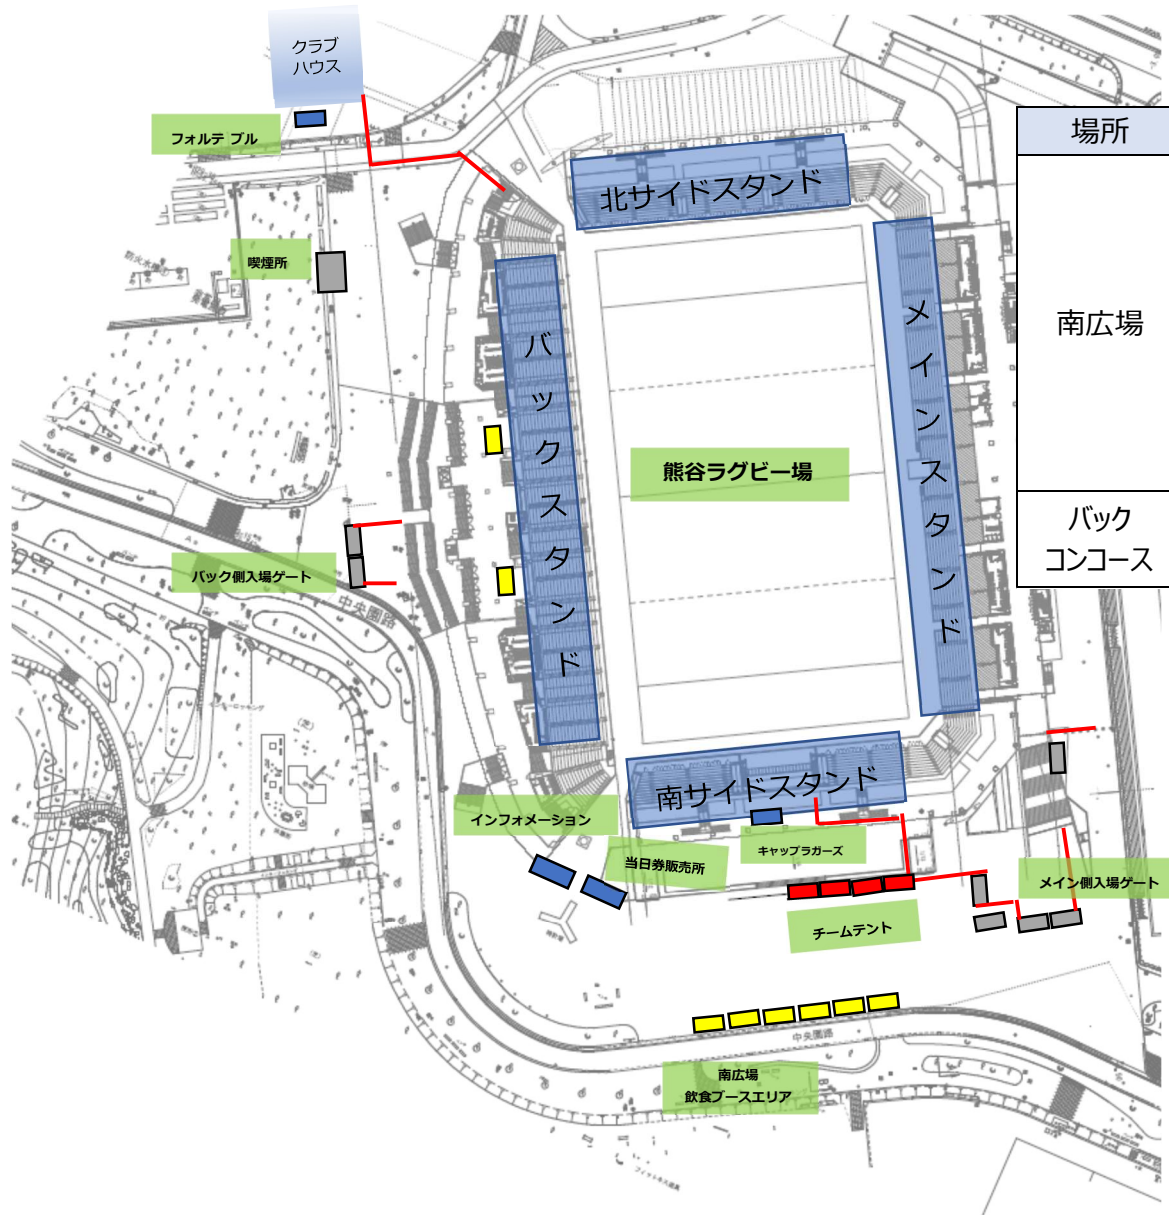 クラブ
ハウス
フォルテ ブル
喫煙所
北サイドスタンド
バックスタンド
メインスタンド
熊谷ラグビー場
場所
南広場
バック
コンコース
バック側入場ゲート
中央園路
南サイドスタンド
インフォメーション
当日券販売所
キャップラガーズ
メイン側入場ゲート
チームテント
中央園路
南広場
飲食ブースエリア